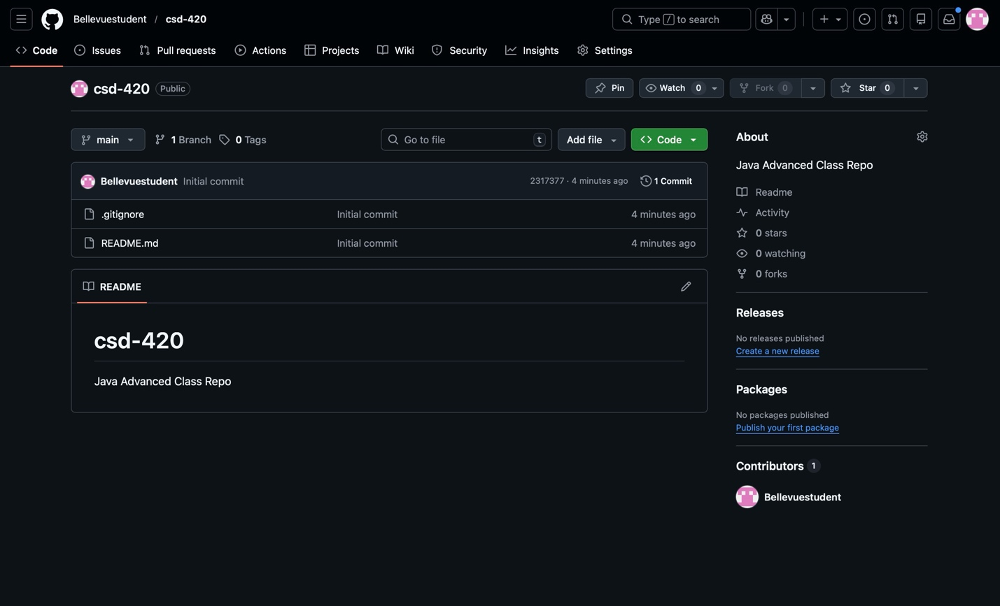 Bellevuestudent / csd-420
Type / to search
Code Issues Pull requests Actions Projects Wiki Security Insights Settings
csd-420 Public
Pin Watch 0 Fork 0 Star 0
main 1 Branch 0 Tags
Go to file t Add file Code
Bellevuestudent Initial commit 2317377 · 4 minutes ago 1 Commit
.gitignore Initial commit 4 minutes ago
README.md Initial commit 4 minutes ago
README
csd-420
Java Advanced Class Repo
About
Java Advanced Class Repo
Readme
Activity
0 stars
0 watching
0 forks
Releases
No releases published
Create a new release
Packages
No packages published
Publish your first package
Contributors 1
Bellevuestudent